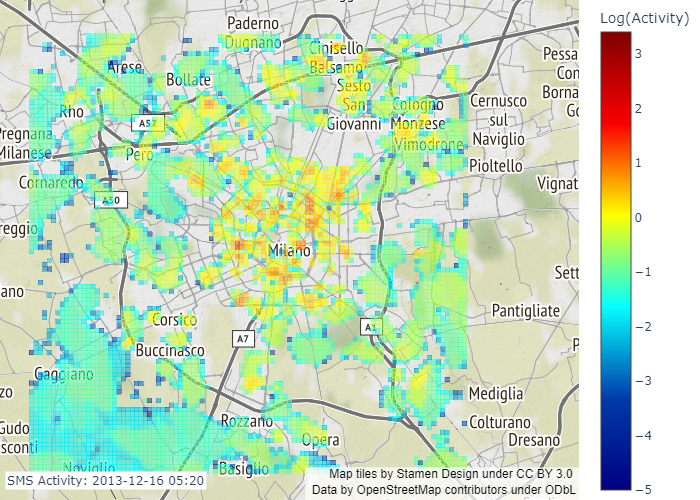 Log(Activity)
3
2
1
0
−1
−2
−3
−4
−5
Paderno
Dugnano
Cinisello
Balsamo
Arese
Bollate
Sesto
San
Giovanni
Cologno
Monzese
Cernusco
sul
Naviglio
Pessa
Con
Borna
Go
Rho
A52
Pregnana
Milanese
Pero
Vimodrone
Pioltello
Cornaredo
A50
Vignat
reggio
Milano
Sett
ano
Pantigliate
Corsico
A7
A1
Buccinasco
P
Gaggiano
zo
Mediglia
Rozzano
Colturano
Gudo
sconti
Opera
Dresano
Noviglio
Basiglio
SMS Activity: 2013-12-16 05:20
Map tiles by Stamen Design under CC BY 3.0
Data by OpenStreetMap contributors under ODbL